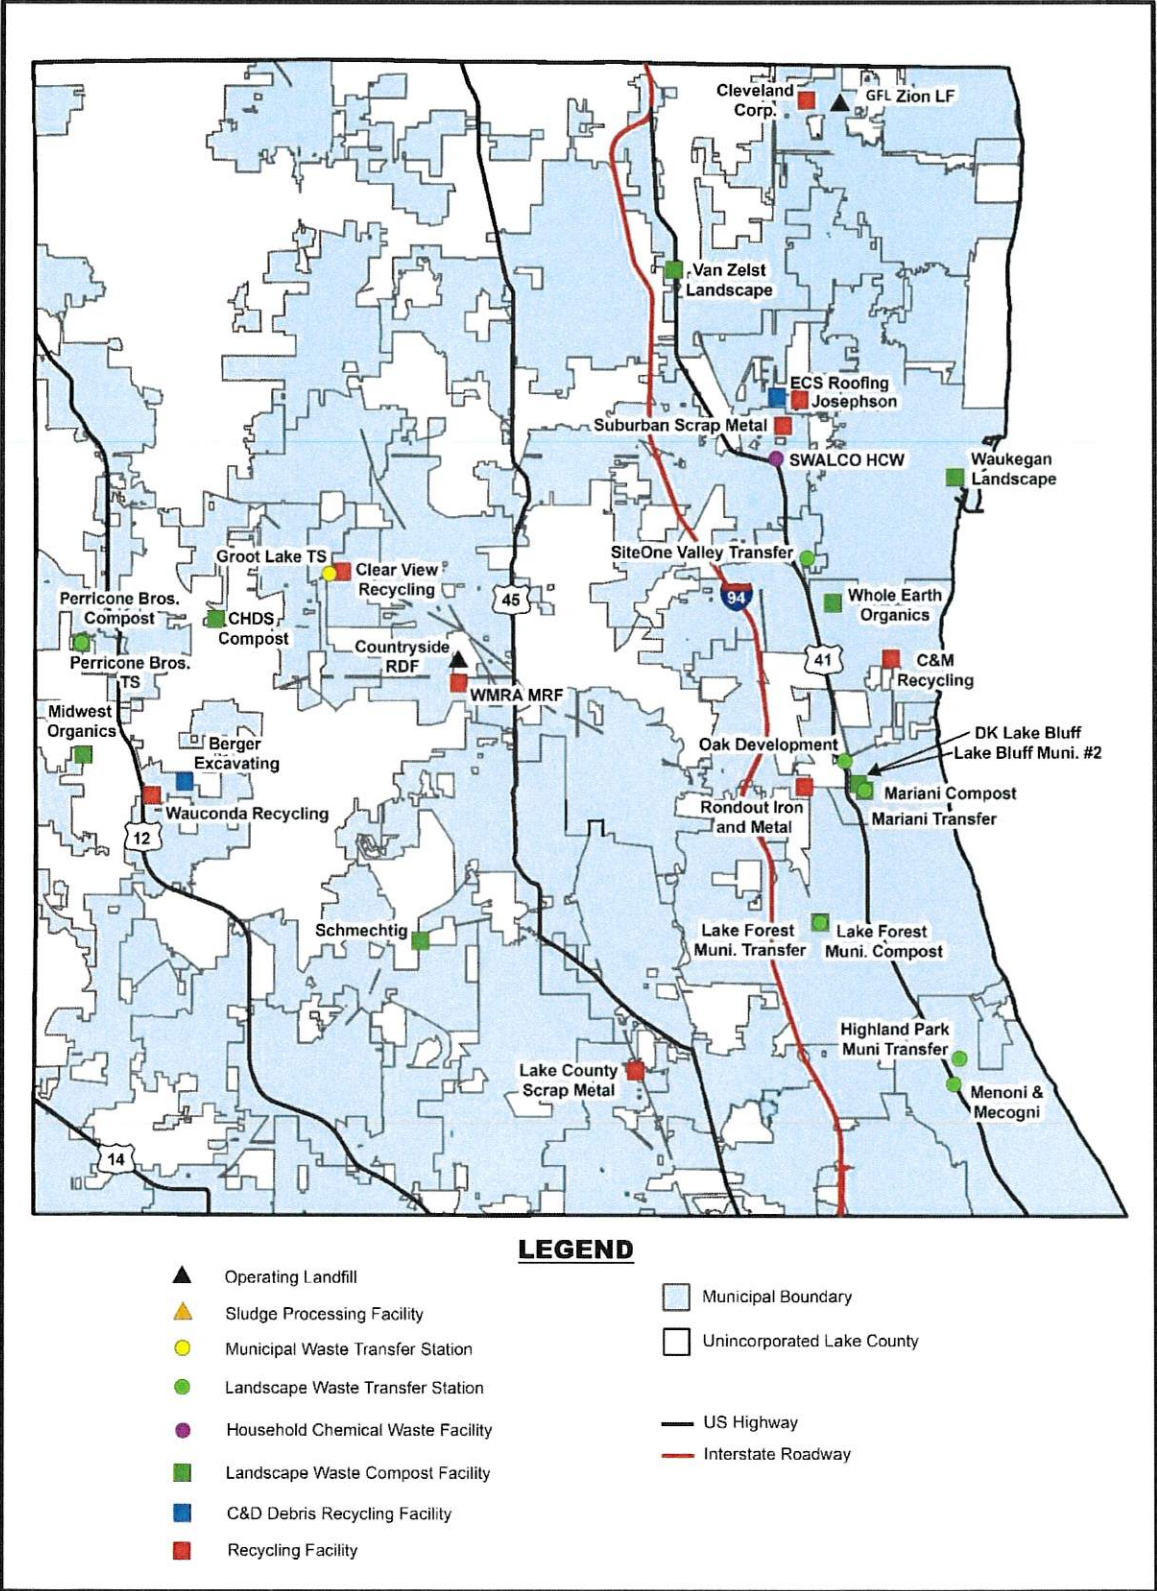 Cleveland
Corp.
GFL Zion LF
Van Zelst
Landscape
ECS Roofing
Josephson
Suburban Scrap Metal
SWALCO HCW
Waukegan
Landscape
SiteOne Valley Transfer
Groot Lake TS
Clear View
Recycling
45
94
Whole Earth
Organics
Perricone Bros.
Compost
CHDS
Compost
Countryside
RDF
41
C&M
Recycling
Perricone Bros.
TS
WMRA MRF
Midwest
Organics
Berger
Excavating
Oak Development
DK Lake Bluff
Lake Bluff Muni. #2
Mariani Compost
Wauconda Recycling
Rondout Iron
and Metal
Mariani Transfer
12
Schmechtig
Lake Forest
Muni. Transfer
Lake Forest
Muni. Compost
Highland Park
Muni Transfer
Lake County
Scrap Metal
Menoni &
Mecogni
14
LEGEND
Operating Landfill
Sludge Processing Facility
Municipal Waste Transfer Station
Landscape Waste Transfer Station
Household Chemical Waste Facility
Landscape Waste Compost Facility
C&D Debris Recycling Facility
Recycling Facility
Municipal Boundary
Unincorporated Lake County
US Highway
Interstate Roadway